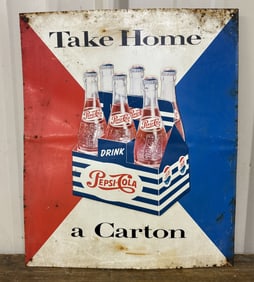 Take Home
DRINK
PEPSI-COLA
a Carton